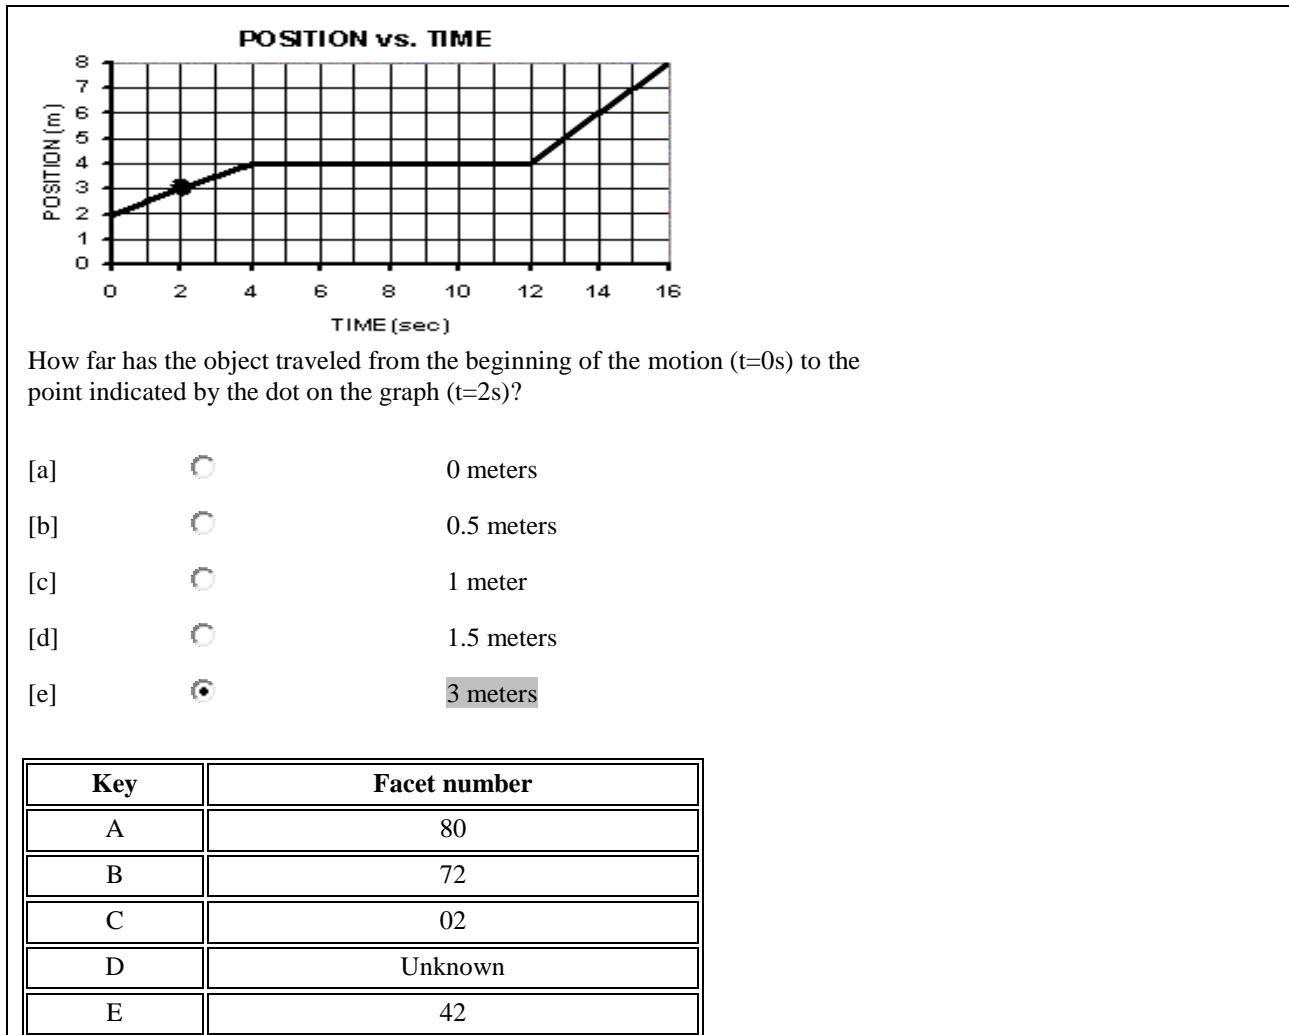 POSITION vs. TIME
8
7
6
5
4
3
2
1
0
POSITION (m)
0 2 4 6 8 10 12 14 16
TIME (sec)
How far has the object traveled from the beginning of the motion (t=0s) to the
point indicated by the dot on the graph (t=2s)?
[a] 0 meters
[b] 0.5 meters
[c] 1 meter
[d] 1.5 meters
[e] 3 meters
Key Facet number
A 80
B 72
C 02
D Unknown
E 42